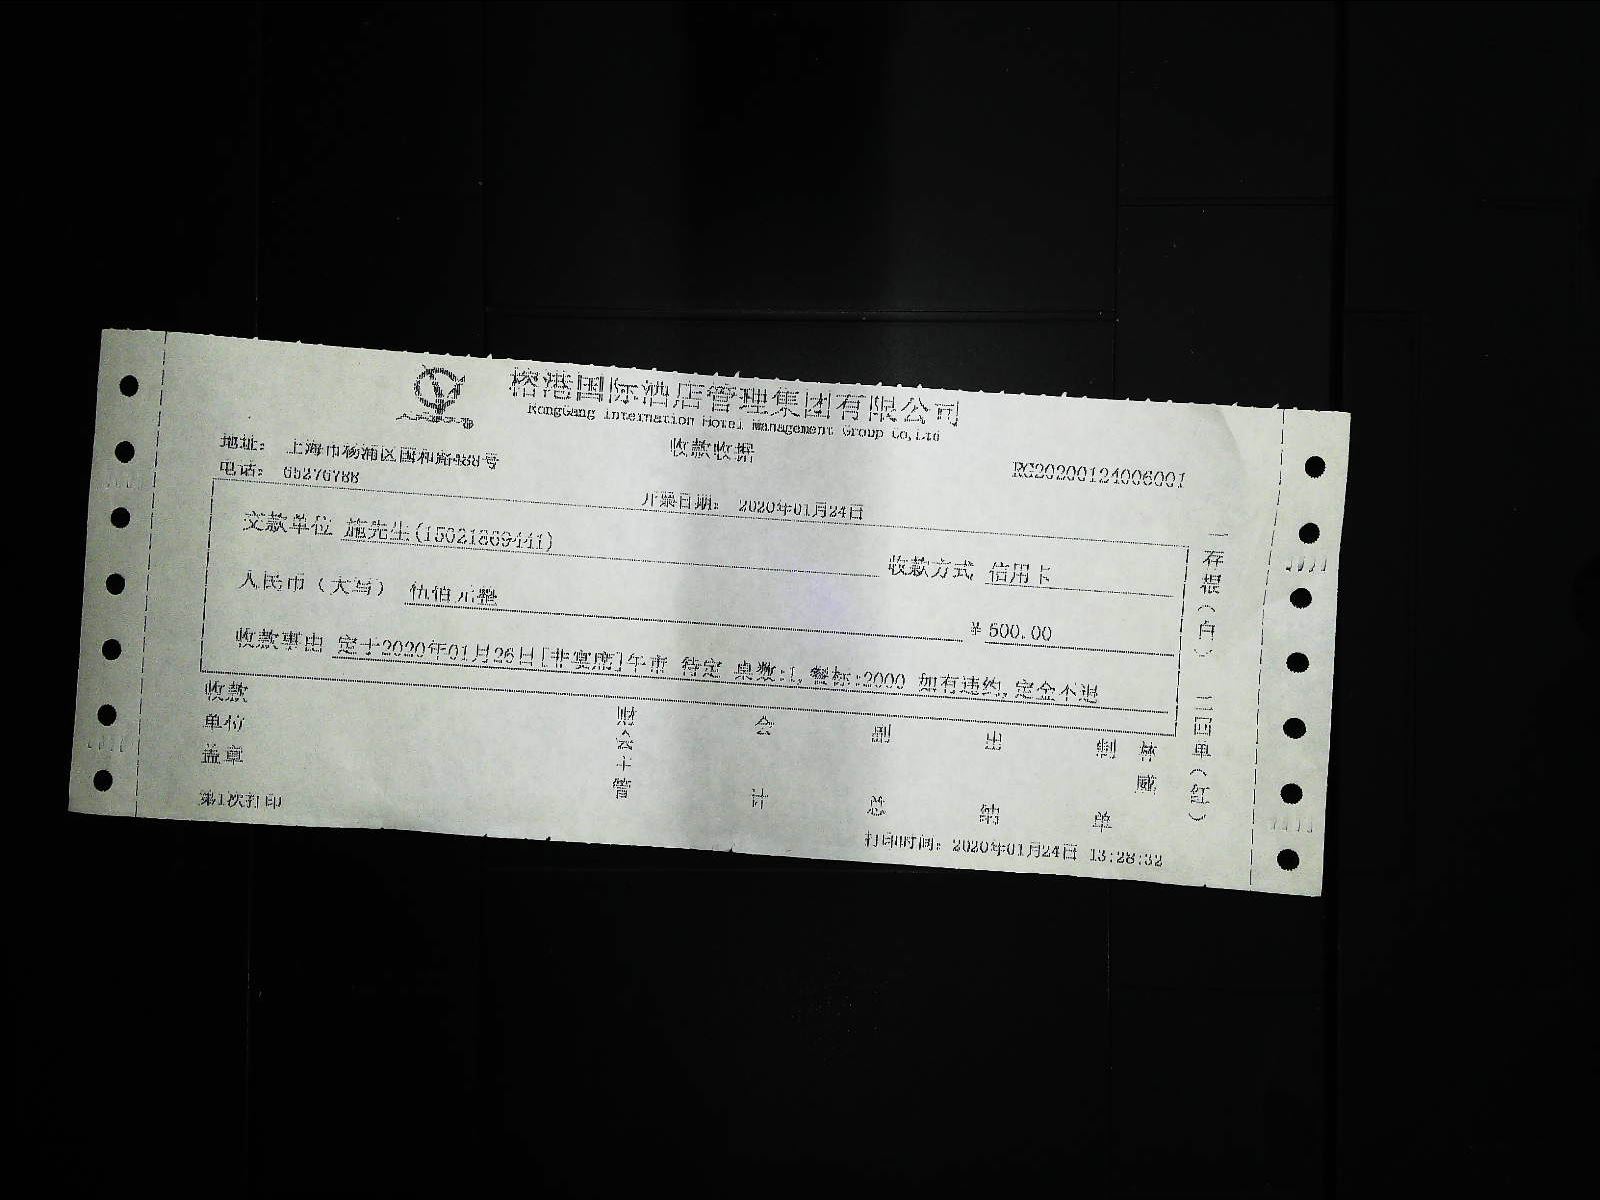 榕港国际酒店管理集团有限公司
RongGang Internation Hotel Management Group Co,Ltd
收款收据
地址： 上海市杨浦区国和路488号
电话： 65276788
RG20200124006001
开票日期： 2020年01月24日
交款单位 施先生(15021869441)
收款方式 信用卡
人民币（大写） 伍佰元整
¥ 500.00
收款事由 定于2020年01月26日[非宴席]午市 待定 桌数:1,餐标:2000 如有违约,定金不退
收款单位盖章
财会主管
会计
副总
出纳
制单
林威
一存根（白） 二回单（红）
第1次打印
打印时间： 2020年01月24日 13:28:32